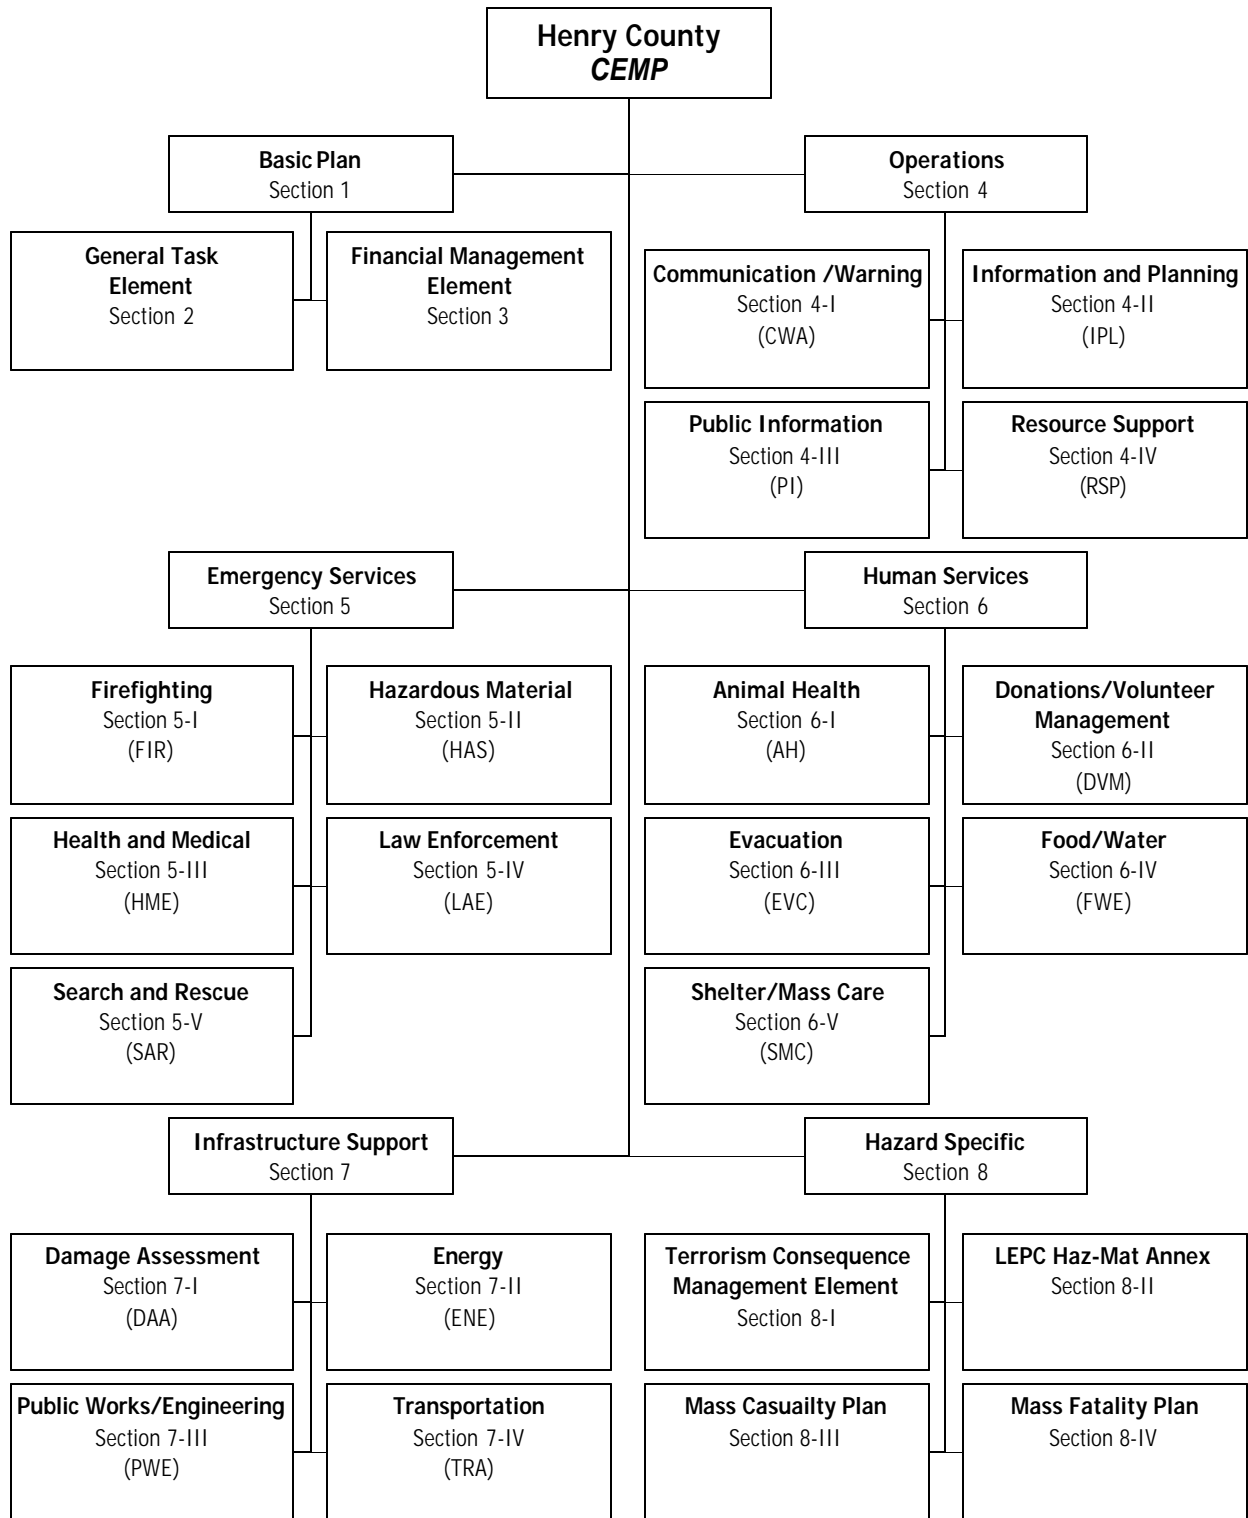 Henry County
CEMP
Basic Plan
Section 1
Operations
Section 4
General Task
Element
Section 2
Financial Management
Element
Section 3
Communication /Warning
Section 4-I
(CWA)
Information and Planning
Section 4-II
(IPL)
Public Information
Section 4-III
(PI)
Resource Support
Section 4-IV
(RSP)
Emergency Services
Section 5
Human Services
Section 6
Firefighting
Section 5-I
(FIR)
Hazardous Material
Section 5-II
(HAS)
Animal Health
Section 6-I
(AH)
Donations/Volunteer
Management
Section 6-II
(DVM)
Health and Medical
Section 5-III
(HME)
Law Enforcement
Section 5-IV
(LAE)
Evacuation
Section 6-III
(EVC)
Food/Water
Section 6-IV
(FWE)
Search and Rescue
Section 5-V
(SAR)
Shelter/Mass Care
Section 6-V
(SMC)
Infrastructure Support
Section 7
Hazard Specific
Section 8
Damage Assessment
Section 7-I
(DAA)
Energy
Section 7-II
(ENE)
Terrorism Consequence
Management Element
Section 8-I
LEPC Haz-Mat Annex
Section 8-II
Public Works/Engineering
Section 7-III
(PWE)
Transportation
Section 7-IV
(TRA)
Mass Casuailty Plan
Section 8-III
Mass Fatality Plan
Section 8-IV